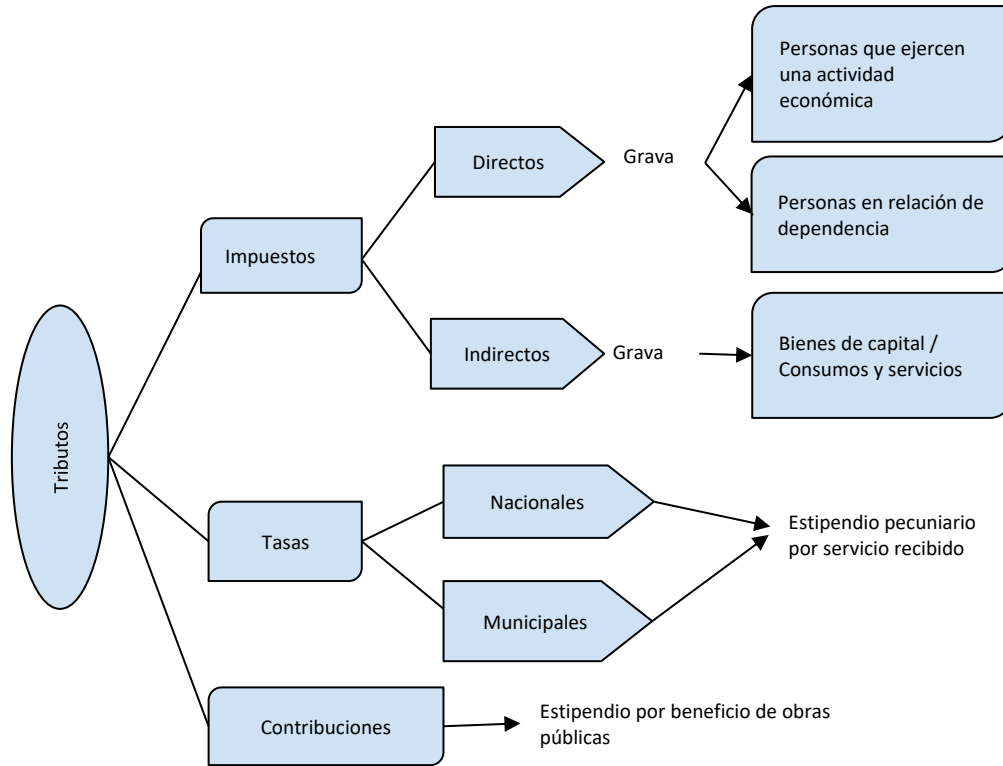 Personas que ejercen
una actividad
económica
Directos
Grava
Personas en relación de
dependencia
Impuestos
Indirectos
Grava
Bienes de capital /
Consumos y servicios
Tributos
Nacionales
Estipendio pecuniario
por servicio recibido
Tasas
Municipales
Contribuciones
Estipendio por beneficio de obras
públicas